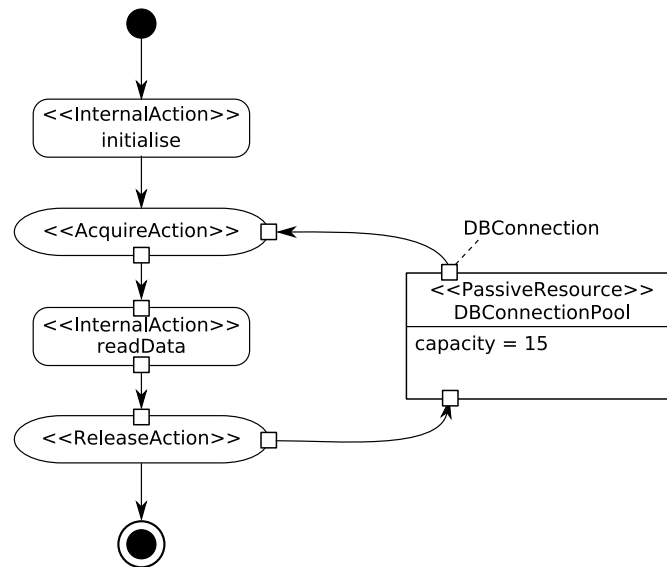 <<InternalAction>>
initialise
<<AcquireAction>>
DBConnection
<<PassiveResource>>
DBConnectionPool
capacity = 15
<<InternalAction>>
readData
<<ReleaseAction>>